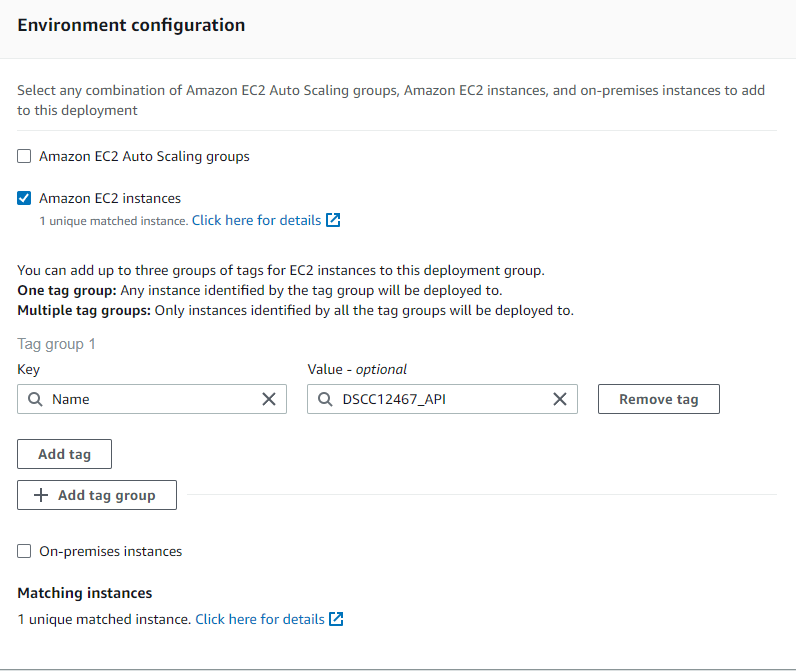 Environment configuration
Select any combination of Amazon EC2 Auto Scaling groups, Amazon EC2 instances, and on-premises instances to add
to this deployment
Amazon EC2 Auto Scaling groups
Amazon EC2 instances
1 unique matched instance. Click here for details
You can add up to three groups of tags for EC2 instances to this deployment group.
One tag group: Any instance identified by the tag group will be deployed to.
Multiple tag groups: Only instances identified by all the tag groups will be deployed to.
Tag group 1
Key Value - optional
Name DSCC12467_API Remove tag
Add tag
Add tag group
On-premises instances
Matching instances
1 unique matched instance. Click here for details